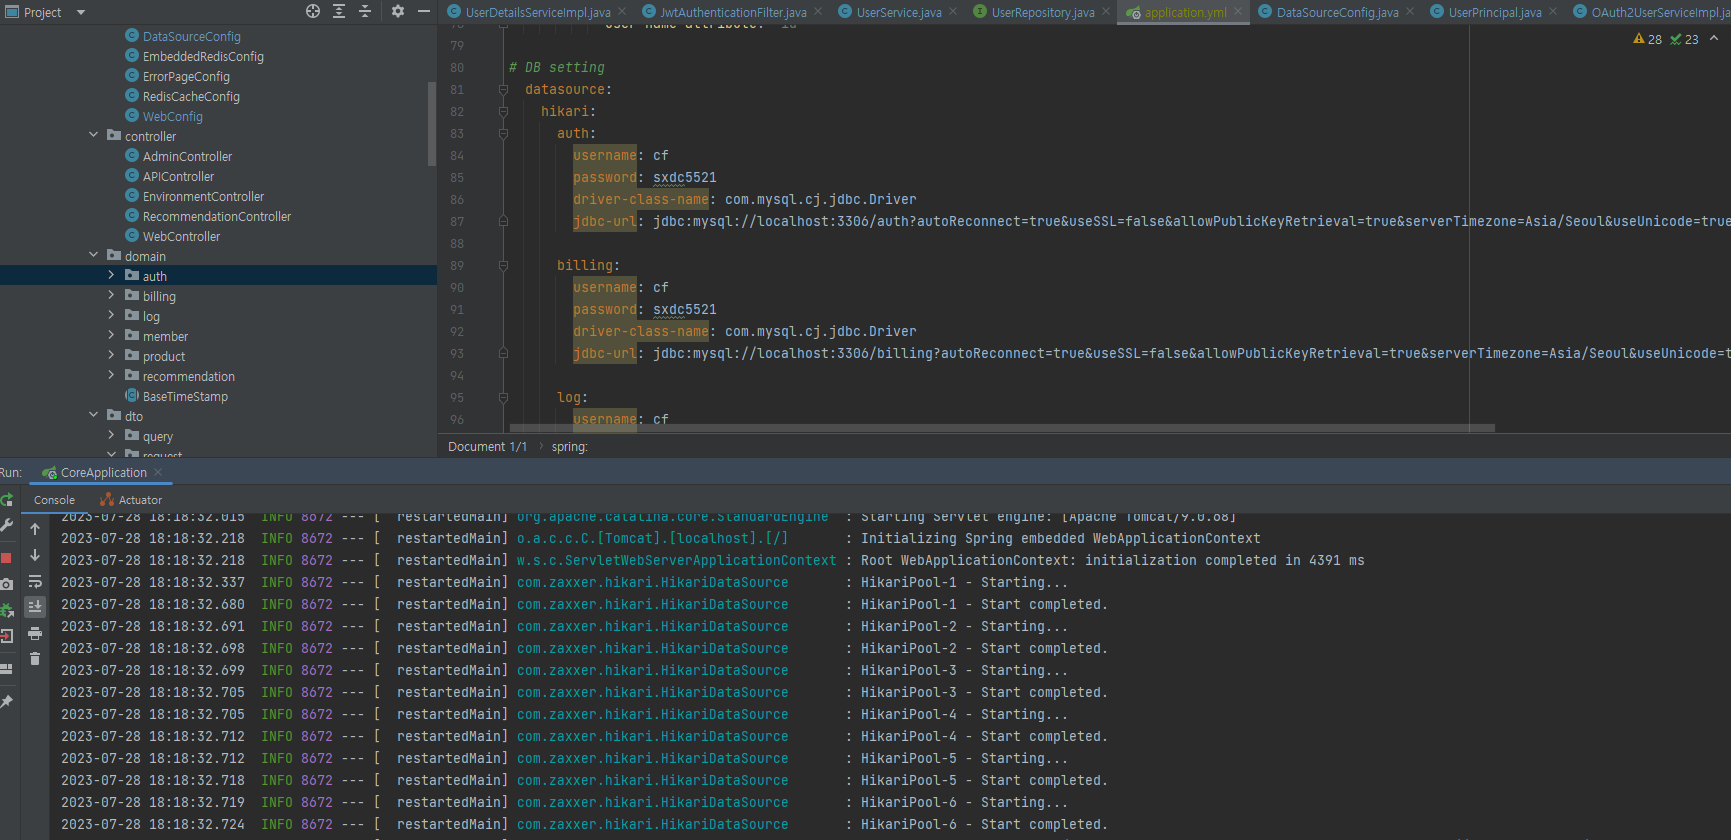 Project
UserDetailsServiceImpl.java
JwtAuthenticationFilter.java
UserService.java
UserRepository.java
application.yml
DataSourceConfig.java
UserPrincipal.java
OAuth2UserServiceImpl.ja
DataSourceConfig
EmbeddedRedisConfig
ErrorPageConfig
RedisCacheConfig
WebConfig
controller
AdminController
APIController
EnvironmentController
RecommendationController
WebController
domain
auth
billing
log
member
product
recommendation
BaseTimeStamp
dto
query
request
28 23
78 user-name-attribute: id
79
80 # DB setting
81 datasource:
82 hikari:
83 auth:
84 username: cf
85 password: sxdc5521
86 driver-class-name: com.mysql.cj.jdbc.Driver
87 jdbc-url: jdbc:mysql://localhost:3306/auth?autoReconnect=true&useSSL=false&allowPublicKeyRetrieval=true&serverTimezone=Asia/Seoul&useUnicode=true
88
89 billing:
90 username: cf
91 password: sxdc5521
92 driver-class-name: com.mysql.cj.jdbc.Driver
93 jdbc-url: jdbc:mysql://localhost:3306/billing?autoReconnect=true&useSSL=false&allowPublicKeyRetrieval=true&serverTimezone=Asia/Seoul&useUnicode=t
94
95 log:
96 username: cf
Document 1/1 › spring:
Run: CoreApplication
Console Actuator
2023-07-28 18:18:32.015 INFO 8672 --- [ restartedMain] org.apache.catalina.core.StandardEngine : Starting Servlet engine: [Apache Tomcat/9.0.68]
2023-07-28 18:18:32.218 INFO 8672 --- [ restartedMain] o.a.c.c.C.[Tomcat].[localhost].[/] : Initializing Spring embedded WebApplicationContext
2023-07-28 18:18:32.218 INFO 8672 --- [ restartedMain] w.s.c.ServletWebServerApplicationContext : Root WebApplicationContext: initialization completed in 4391 ms
2023-07-28 18:18:32.337 INFO 8672 --- [ restartedMain] com.zaxxer.hikari.HikariDataSource : HikariPool-1 - Starting...
2023-07-28 18:18:32.680 INFO 8672 --- [ restartedMain] com.zaxxer.hikari.HikariDataSource : HikariPool-1 - Start completed.
2023-07-28 18:18:32.691 INFO 8672 --- [ restartedMain] com.zaxxer.hikari.HikariDataSource : HikariPool-2 - Starting...
2023-07-28 18:18:32.698 INFO 8672 --- [ restartedMain] com.zaxxer.hikari.HikariDataSource : HikariPool-2 - Start completed.
2023-07-28 18:18:32.699 INFO 8672 --- [ restartedMain] com.zaxxer.hikari.HikariDataSource : HikariPool-3 - Starting...
2023-07-28 18:18:32.705 INFO 8672 --- [ restartedMain] com.zaxxer.hikari.HikariDataSource : HikariPool-3 - Start completed.
2023-07-28 18:18:32.705 INFO 8672 --- [ restartedMain] com.zaxxer.hikari.HikariDataSource : HikariPool-4 - Starting...
2023-07-28 18:18:32.712 INFO 8672 --- [ restartedMain] com.zaxxer.hikari.HikariDataSource : HikariPool-4 - Start completed.
2023-07-28 18:18:32.712 INFO 8672 --- [ restartedMain] com.zaxxer.hikari.HikariDataSource : HikariPool-5 - Starting...
2023-07-28 18:18:32.718 INFO 8672 --- [ restartedMain] com.zaxxer.hikari.HikariDataSource : HikariPool-5 - Start completed.
2023-07-28 18:18:32.719 INFO 8672 --- [ restartedMain] com.zaxxer.hikari.HikariDataSource : HikariPool-6 - Starting...
2023-07-28 18:18:32.724 INFO 8672 --- [ restartedMain] com.zaxxer.hikari.HikariDataSource : HikariPool-6 - Start completed.